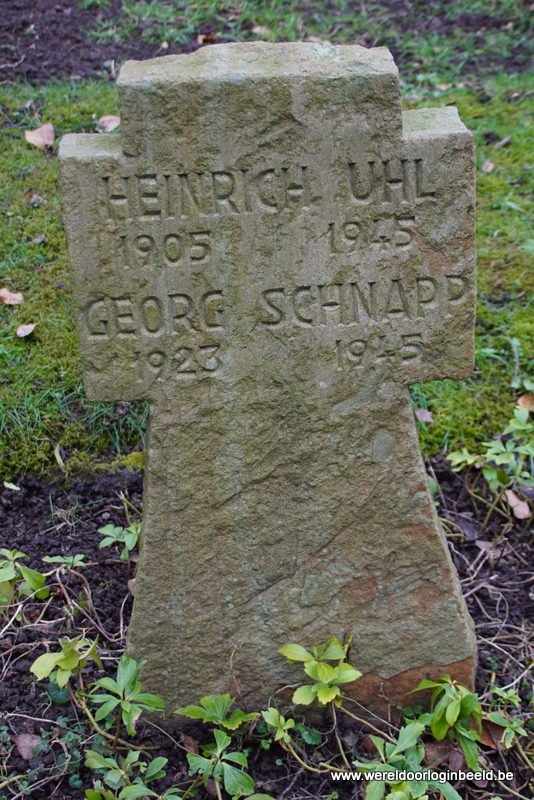 HEINRICH UHL
1905 1945
GEORG SCHNAPP
1923 1945
www.wereldoorloginbeeld.be